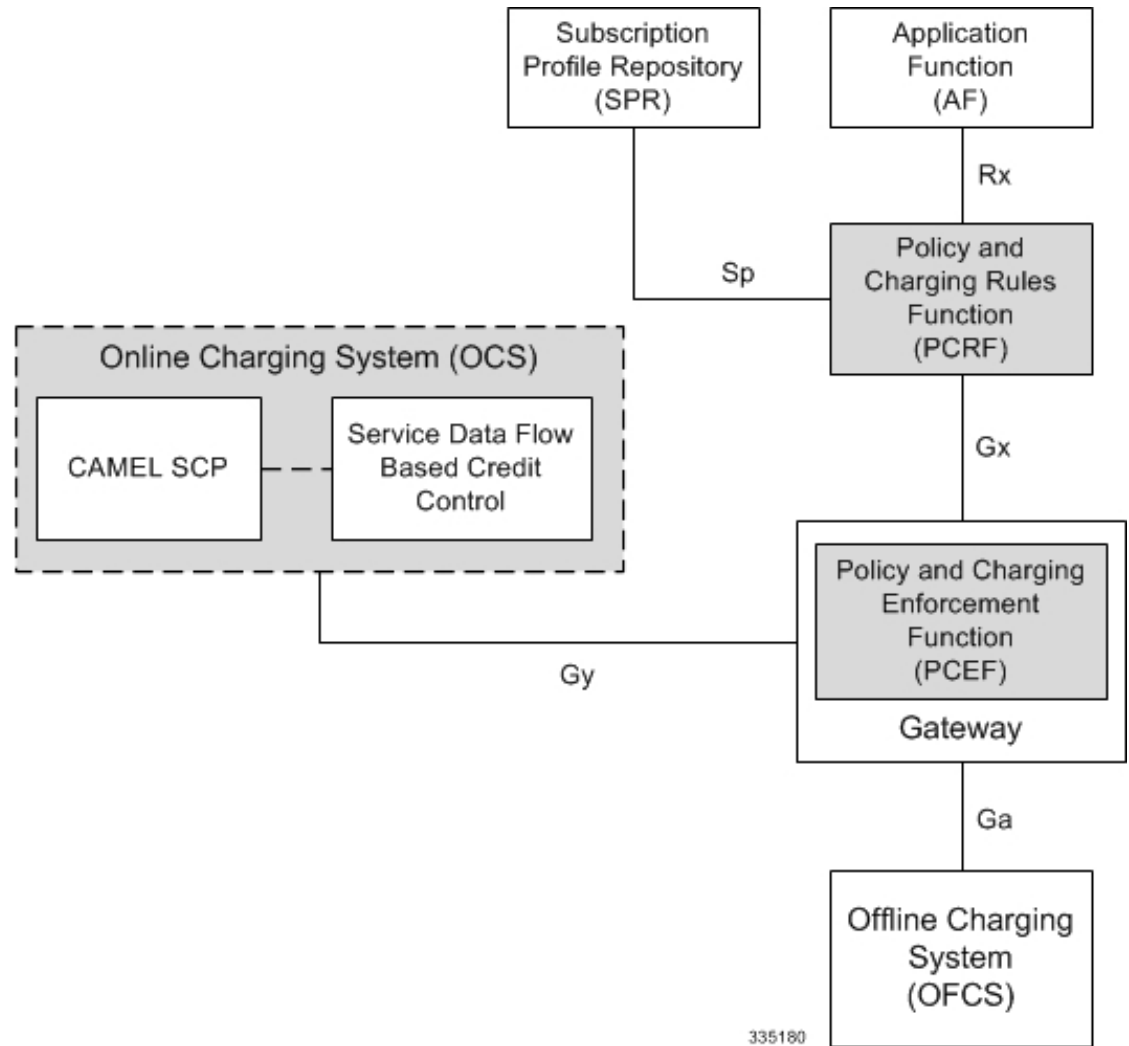 Subscription
Profile Repository
(SPR)
Application
Function
(AF)
Rx
Policy and
Charging Rules
Function
(PCRF)
Sp
Online Charging System (OCS)
CAMEL SCP
Service Data Flow
Based Credit
Control
Gx
Policy and Charging
Enforcement
Function
(PCEF)
Gateway
Gy
Ga
Offline Charging
System
(OFCS)
335180